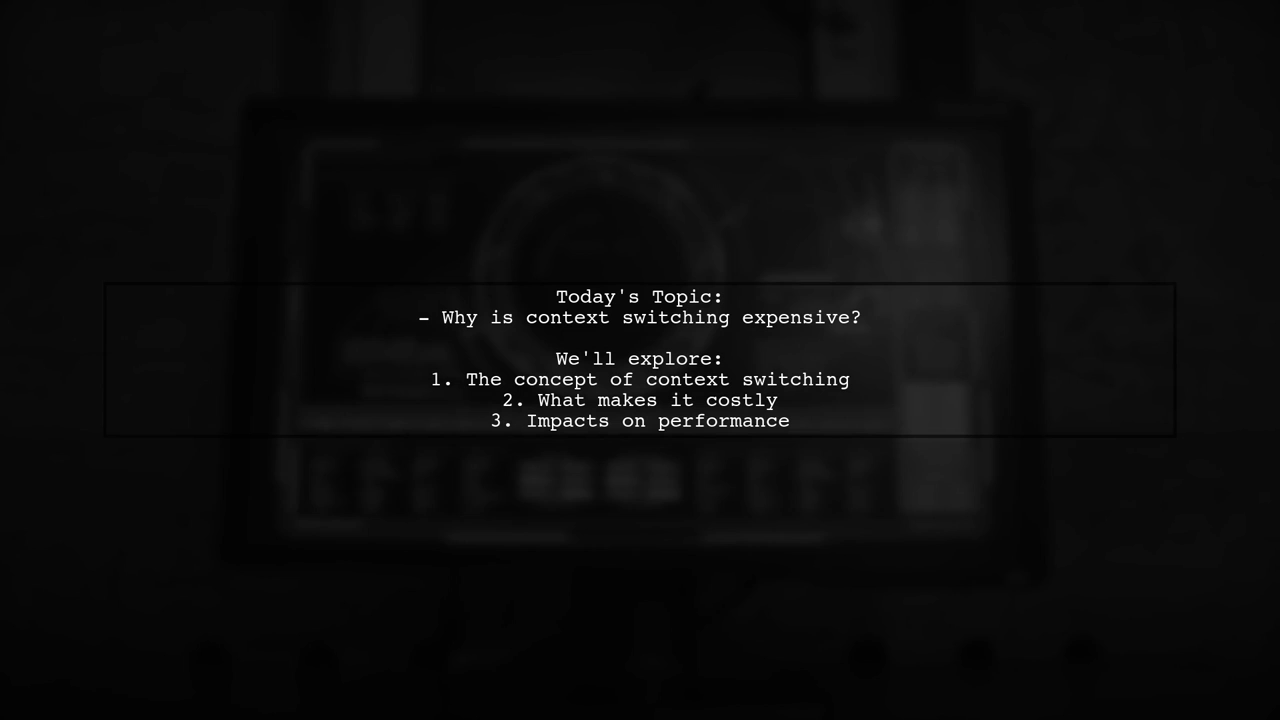 Today's Topic:
- Why is context switching expensive?
We'll explore:
1. The concept of context switching
2. What makes it costly
3. Impacts on performance